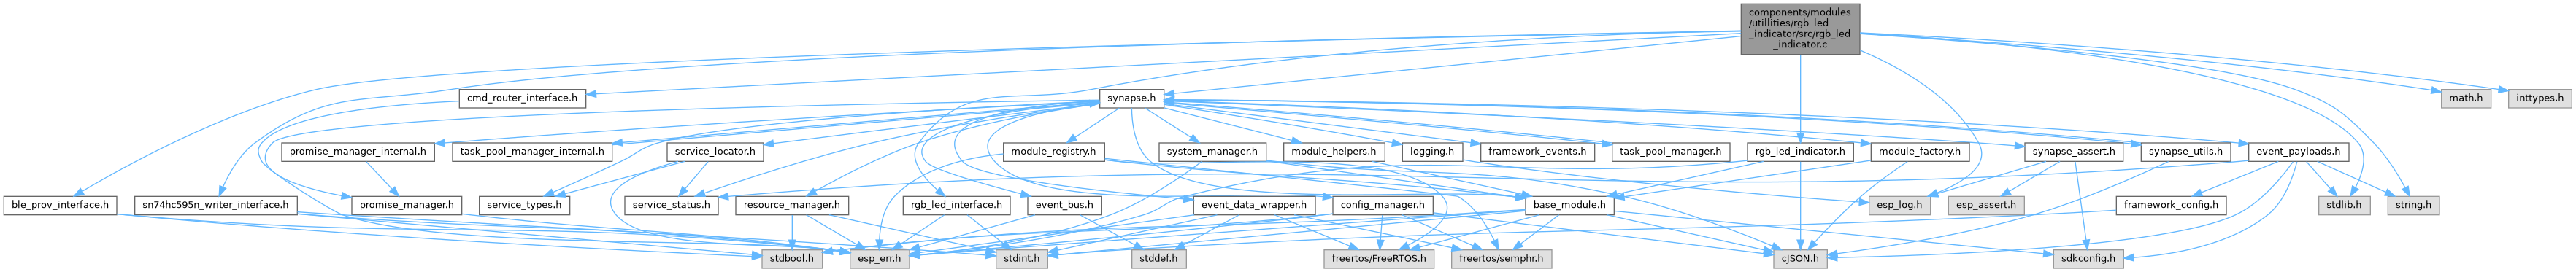 components/modules
/utillities/rgb_led
_indicator/src/rgb_led
_indicator.c
cmd_router_interface.h
synapse.h
math.h
inttypes.h
promise_manager_internal.h
task_pool_manager_internal.h
service_locator.h
module_registry.h
system_manager.h
module_helpers.h
logging.h
framework_events.h
task_pool_manager.h
rgb_led_indicator.h
module_factory.h
synapse_assert.h
synapse_utils.h
event_payloads.h
ble_prov_interface.h
sn74hc595n_writer_interface.h
promise_manager.h
service_types.h
service_status.h
resource_manager.h
rgb_led_interface.h
event_bus.h
event_data_wrapper.h
config_manager.h
base_module.h
esp_log.h
esp_assert.h
framework_config.h
stdlib.h
string.h
stdbool.h
esp_err.h
stdint.h
stddef.h
freertos/FreeRTOS.h
freertos/semphr.h
cJSON.h
sdkconfig.h